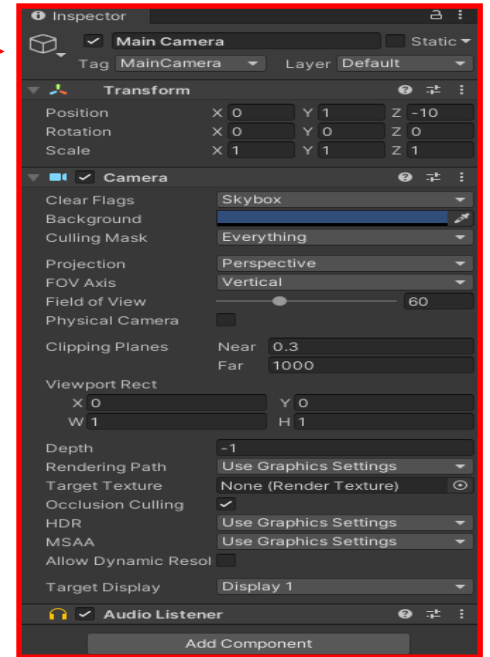 Inspector
Main Camera Static
Tag MainCamera Layer Default
Transform
Position X 0 Y 1 Z -10
Rotation X 0 Y 0 Z 0
Scale X 1 Y 1 Z 1
Camera
Clear Flags Skybox
Background
Culling Mask Everything
Projection Perspective
FOV Axis Vertical
Field of View 60
Physical Camera
Clipping Planes Near 0.3
Far 1000
Viewport Rect
X 0 Y 0
W 1 H 1
Depth -1
Rendering Path Use Graphics Settings
Target Texture None (Render Texture)
Occlusion Culling
HDR Use Graphics Settings
MSAA Use Graphics Settings
Allow Dynamic Resol
Target Display Display 1
Audio Listener
Add Component